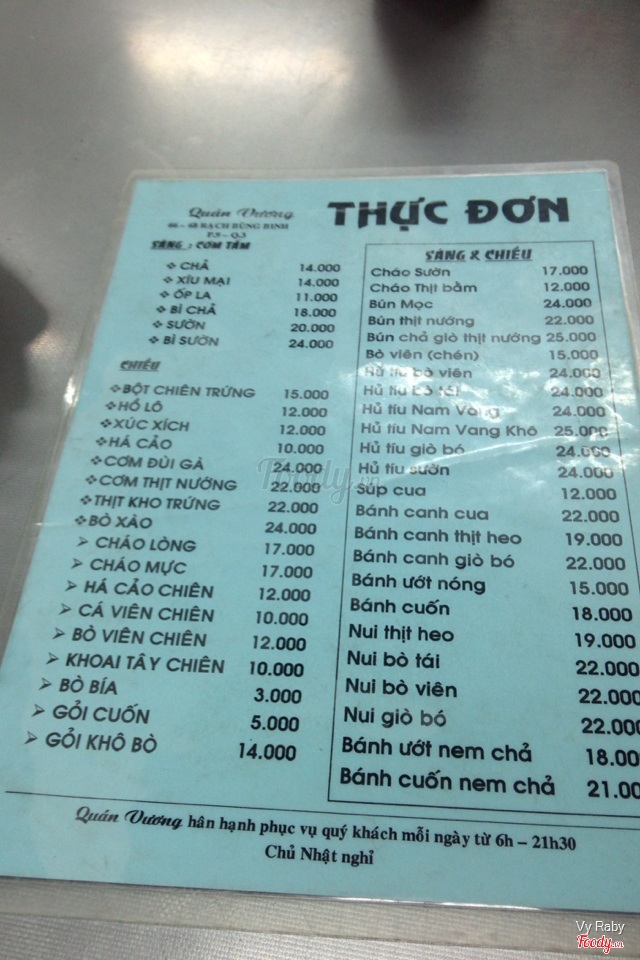 Quán Vương
THỰC ĐƠN
66 – 68 RẠCH BÙNG BINH
P.9 – Q.3
SÁNG : CƠM TẤM
❖ CHẢ 14.000
❖ XÍU MẠI 14.000
❖ ỐP LA 11.000
❖ BÌ CHẢ 18.000
❖ SƯỜN 20.000
❖ BÌ SƯỜN 24.000
CHIỀU
❖BỘT CHIÊN TRỨNG 15.000
❖HỒ LÔ 12.000
❖XÚC XÍCH 12.000
❖HÁ CẢO 10.000
❖CƠM ĐÙI GÀ 24.000
❖CƠM THỊT NƯỚNG 22.000
❖THỊT KHO TRỨNG 22.000
❖BÒ XÀO 24.000
➢ CHÁO LÒNG 17.000
➢ CHÁO MỰC 17.000
➢ HÁ CẢO CHIÊN 12.000
➢ CÁ VIÊN CHIÊN 10.000
➢ BÒ VIÊN CHIÊN 12.000
➢ KHOAI TÂY CHIÊN 10.000
➢ BÒ BÍA 3.000
➢ GỎI CUỐN 5.000
➢ GỎI KHÔ BÒ 14.000
SÁNG & CHIỀU
Cháo Sườn 17.000
Cháo Thịt bằm 12.000
Bún Mọc 24.000
Bún thịt nướng 22.000
Bún chả giò thịt nướng 25.000
Bò viên (chén) 15.000
Hủ tíu bò viên 24.000
Hủ tíu bò tái 24.000
Hủ tíu Nam Vang 24.000
Hủ tíu Nam Vang Khô 25.000
Hủ tíu giò bó 24.000
Hủ tíu sườn 24.000
Súp cua 12.000
Bánh canh cua 22.000
Bánh canh thịt heo 19.000
Bánh canh giò bó 22.000
Bánh ướt nóng 15.000
Bánh cuốn 18.000
Nui thịt heo 19.000
Nui bò tái 22.000
Nui bò viên 22.000
Nui giò bó 22.000
Bánh ướt nem chả 18.00
Bánh cuốn nem chả 21.00
Quán Vương hân hạnh phục vụ quý khách mỗi ngày từ 6h – 21h30
Chủ Nhật nghỉ
Foody.vn
Vy Raby
Foody.vn